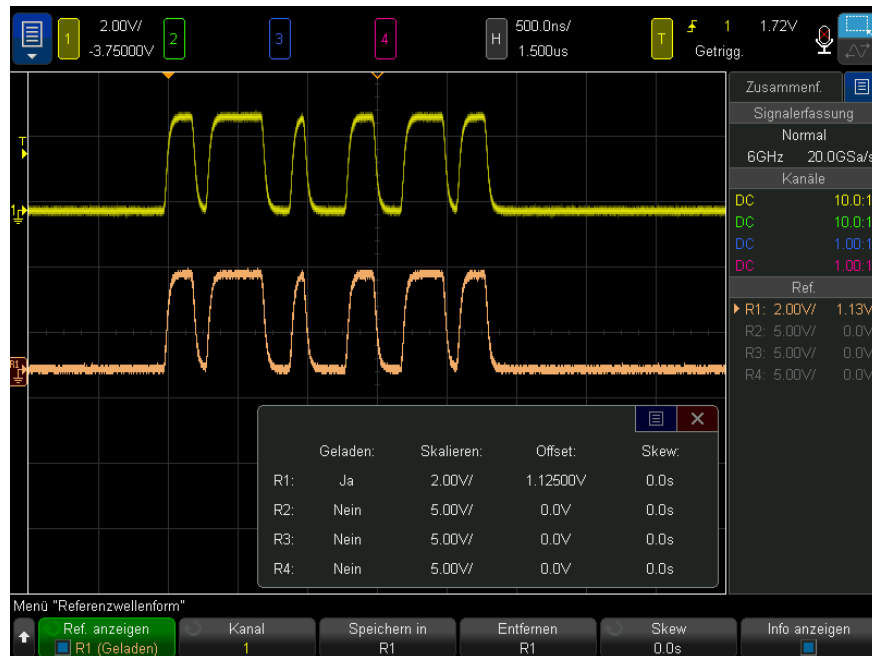 1 2.00V/ 2 3 4 H 500.0ns/ T 1 1.72V
-3.75000V 1.500us Getrigg.
Zusammenf.
Signalerfassung
Normal
6GHz 20.0GSa/s
Kanäle
DC 10.0:1
DC 10.0:1
DC 1.00:1
DC 1.00:1
Ref.
R1: 2.00V/ 1.13V
R2: 5.00V/ 0.0V
R3: 5.00V/ 0.0V
R4: 5.00V/ 0.0V
T
1
R1
Geladen: Skalieren: Offset: Skew:
R1: Ja 2.00V/ 1.12500V 0.0s
R2: Nein 5.00V/ 0.0V 0.0s
R3: Nein 5.00V/ 0.0V 0.0s
R4: Nein 5.00V/ 0.0V 0.0s
Menü "Referenzwellenform"
Ref. anzeigen Kanal Speichern in Entfernen Skew Info anzeigen
R1 (Geladen) 1 R1 R1 0.0s